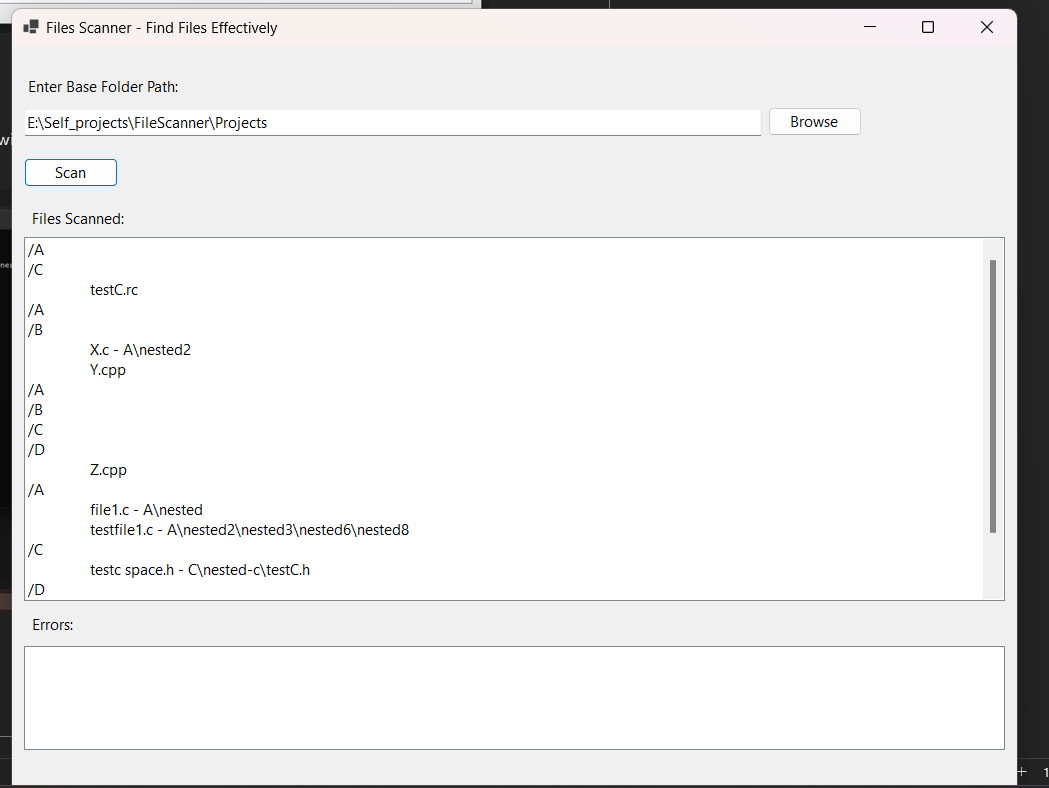 Files Scanner - Find Files Effectively
Enter Base Folder Path:
E:\Self_projects\FileScanner\Projects
Browse
Scan
Files Scanned:
/A
/C
testC.rc
/A
/B
X.c - A\nested2
Y.cpp
/A
/B
/C
/D
Z.cpp
/A
file1.c - A\nested
testfile1.c - A\nested2\nested3\nested6\nested8
/C
testc space.h - C\nested-c\testC.h
/D
Errors: